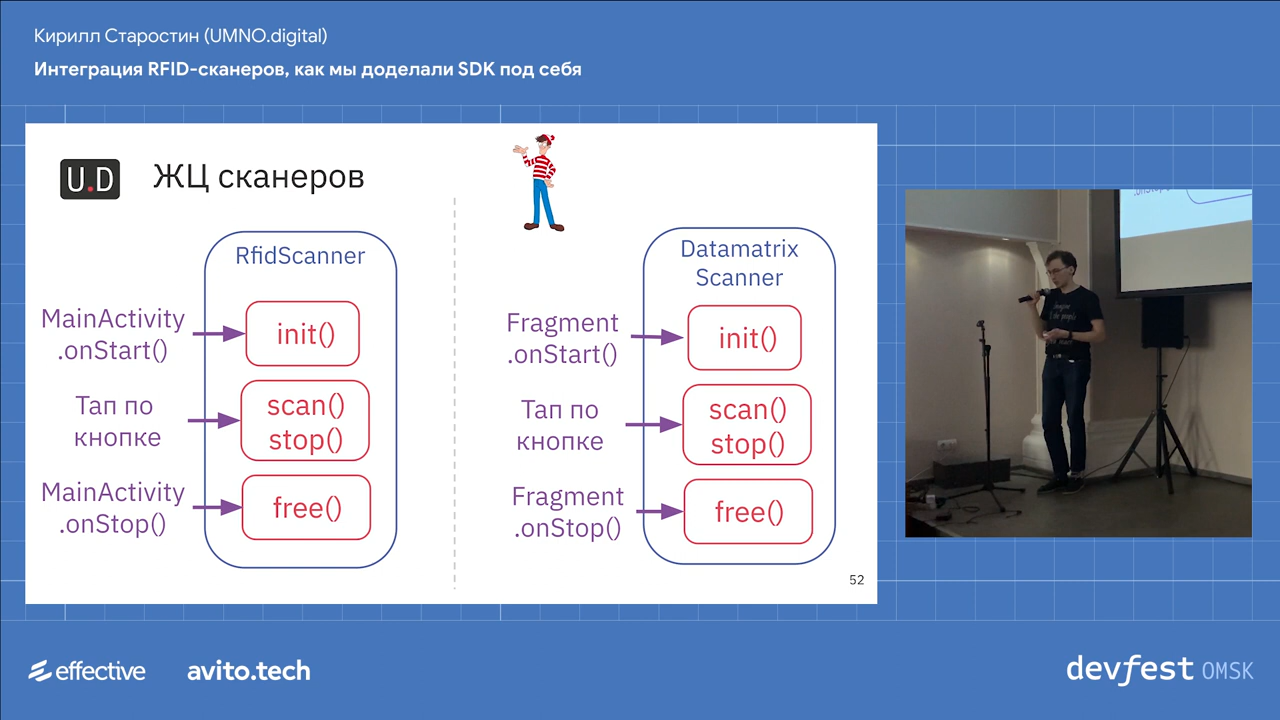 Кирилл Старостин (UMNO.digital)
Интеграция RFID-сканеров, как мы доделали SDK под себя
U.D
ЖЦ сканеров
RfidScanner
MainActivity
.onStart()
init()
Тап по
кнопке
scan()
stop()
MainActivity
.onStop()
free()
Datamatrix
Scanner
Fragment
.onStart()
init()
Тап по
кнопке
scan()
stop()
Fragment
.onStop()
free()
52
effective
avito.tech
devfest OMSK